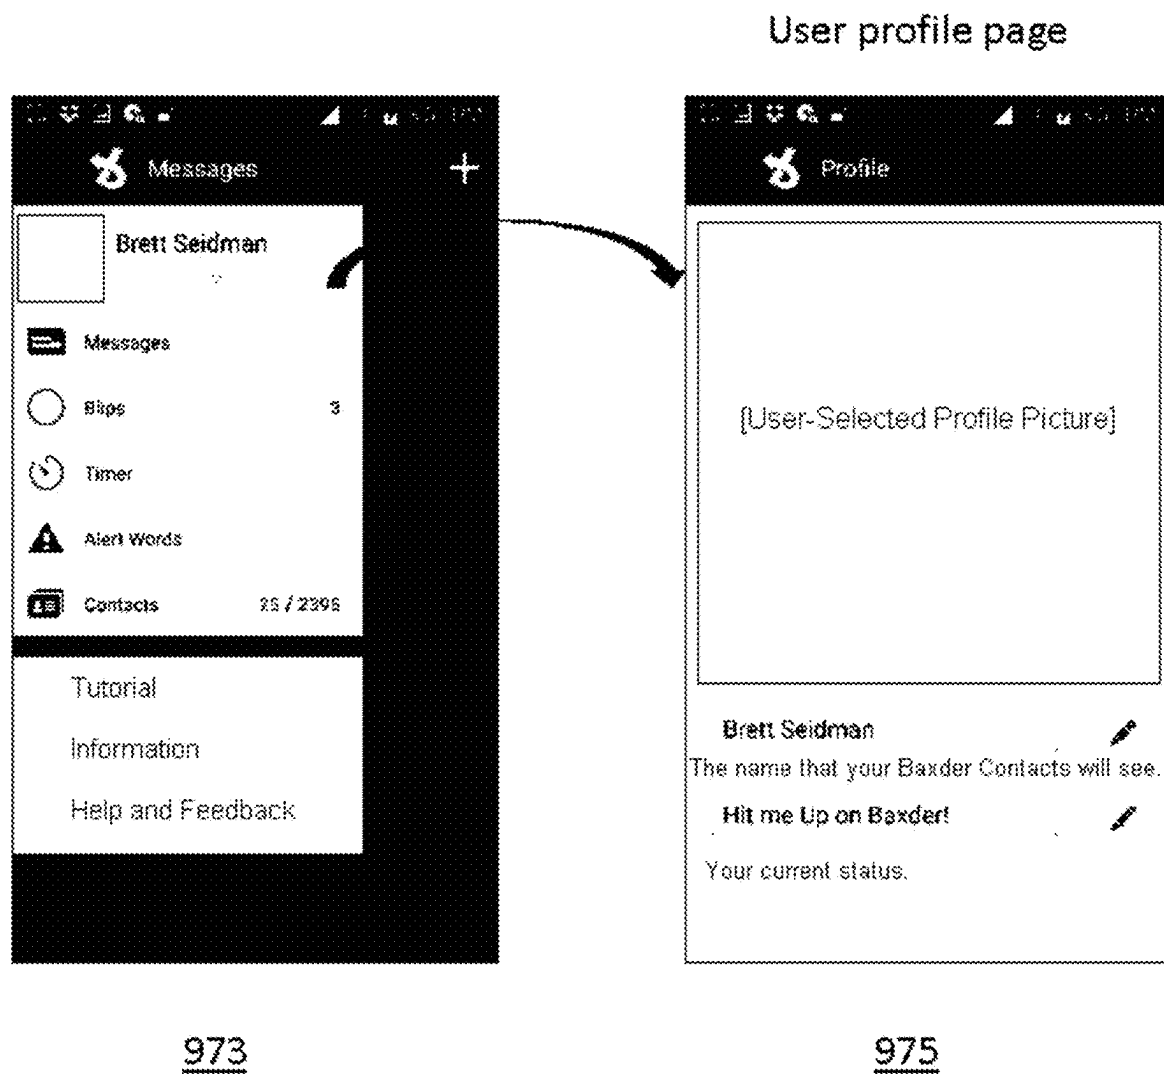 User profile page
Messages
Brett Seidman
Messages
Blips 3
Timer
Alert Words
Contacts 25 / 2395
Tutorial
Information
Help and Feedback
973
Profile
[User-Selected Profile Picture]
Brett Seidman
The name that your Baxder Contacts will see.
Hit me Up on Baxder!
Your current status.
975